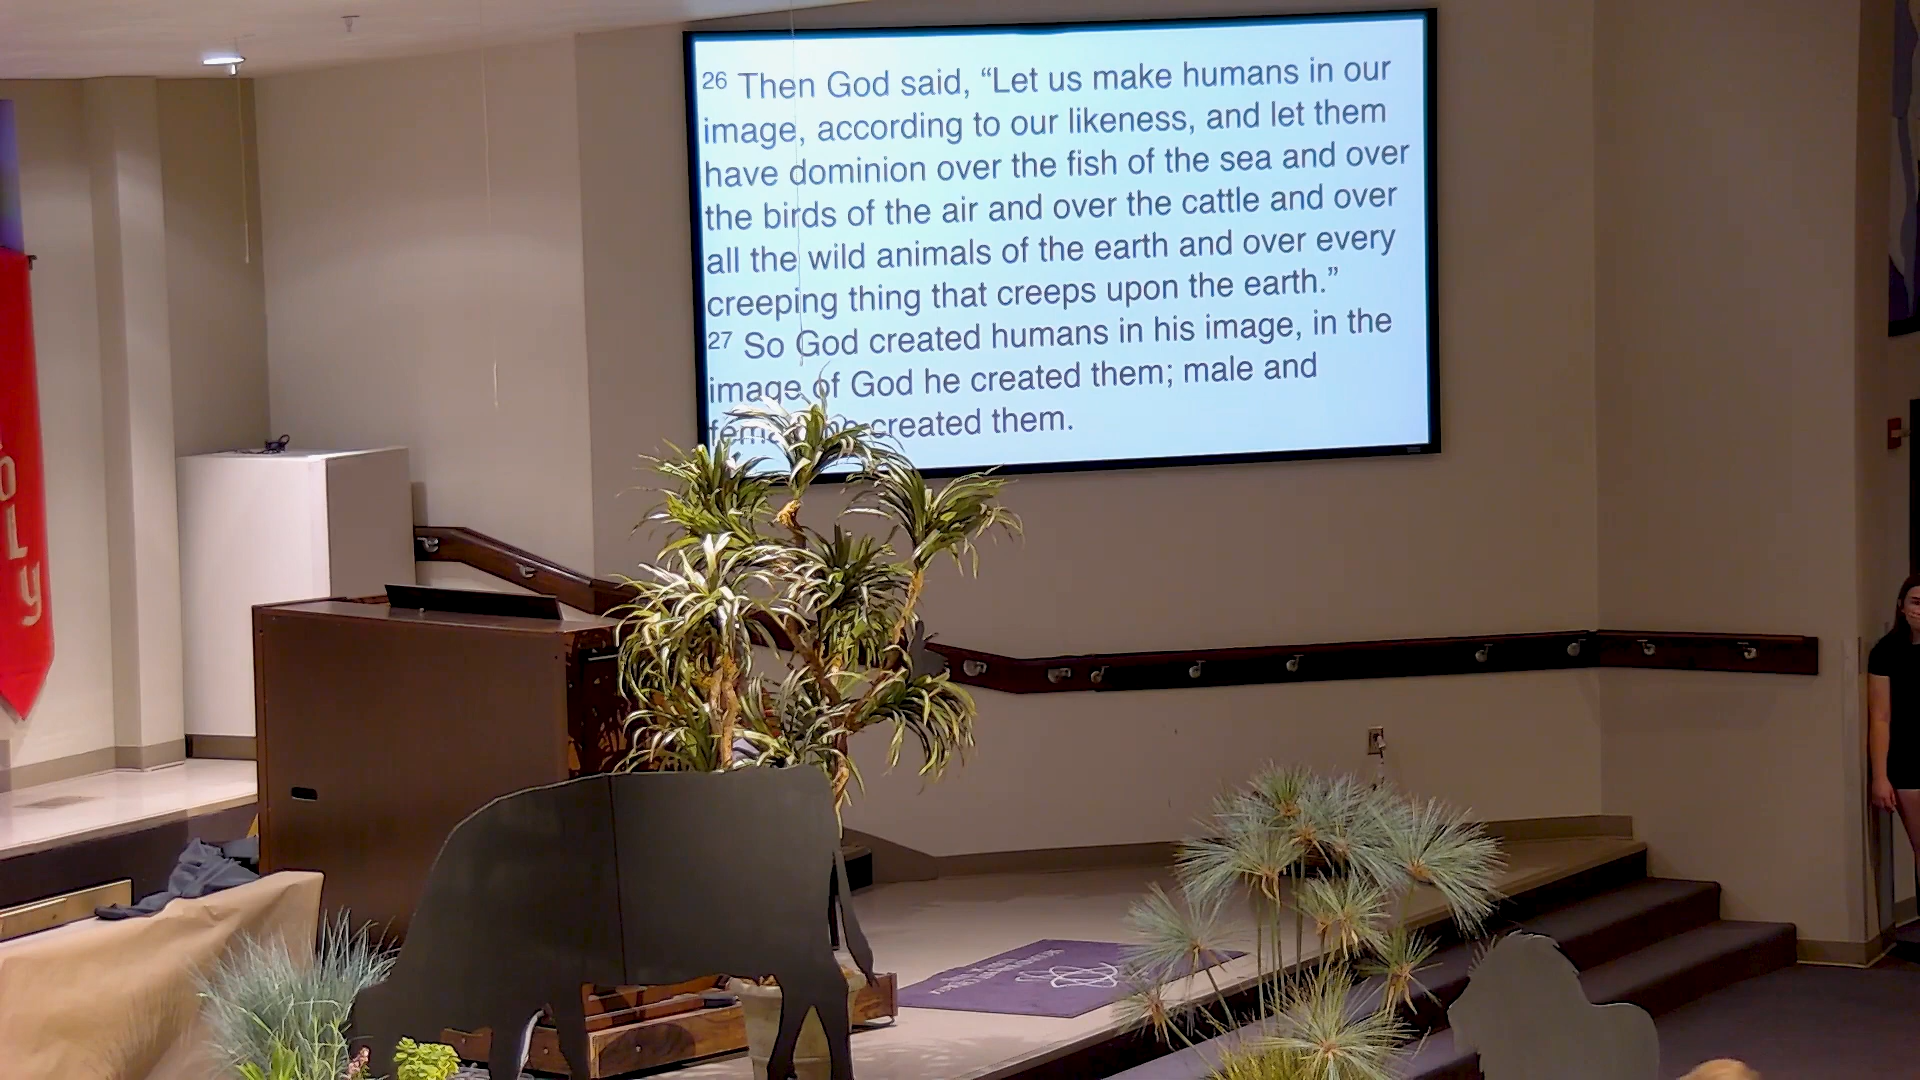 26 Then God said, “Let us make humans in our
image, according to our likeness, and let them
have dominion over the fish of the sea and over
the birds of the air and over the cattle and over
all the wild animals of the earth and over every
creeping thing that creeps upon the earth.”
27 So God created humans in his image, in the
image of God he created them; male and
female he created them.
oly